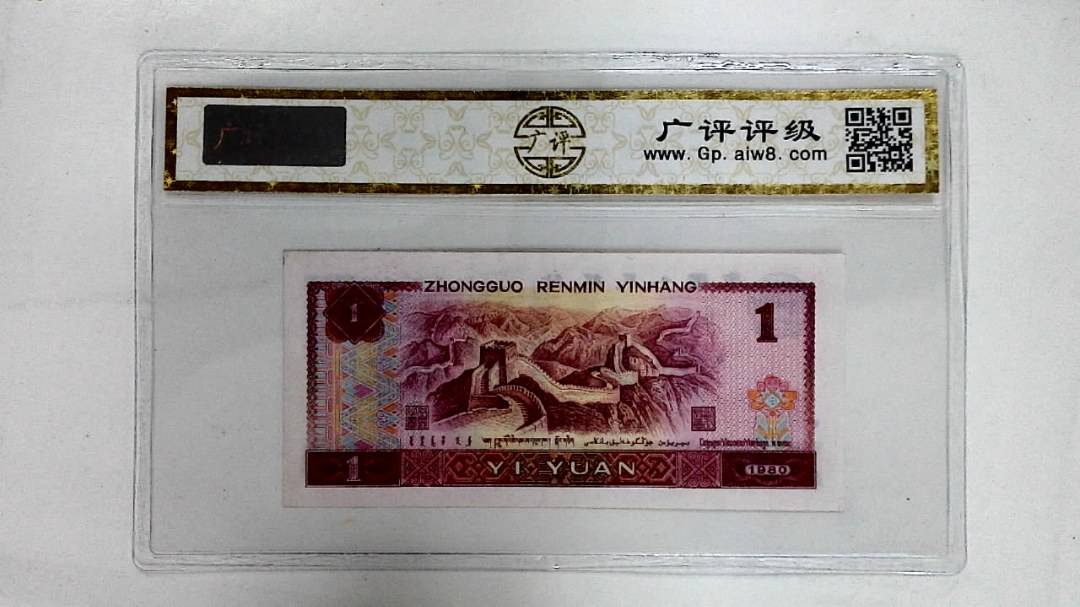 广评
广评评级
www. Gp. aiw8. com
ZHONGGUO RENMIN YINHANG
1
1
YI YUAN
1
1980